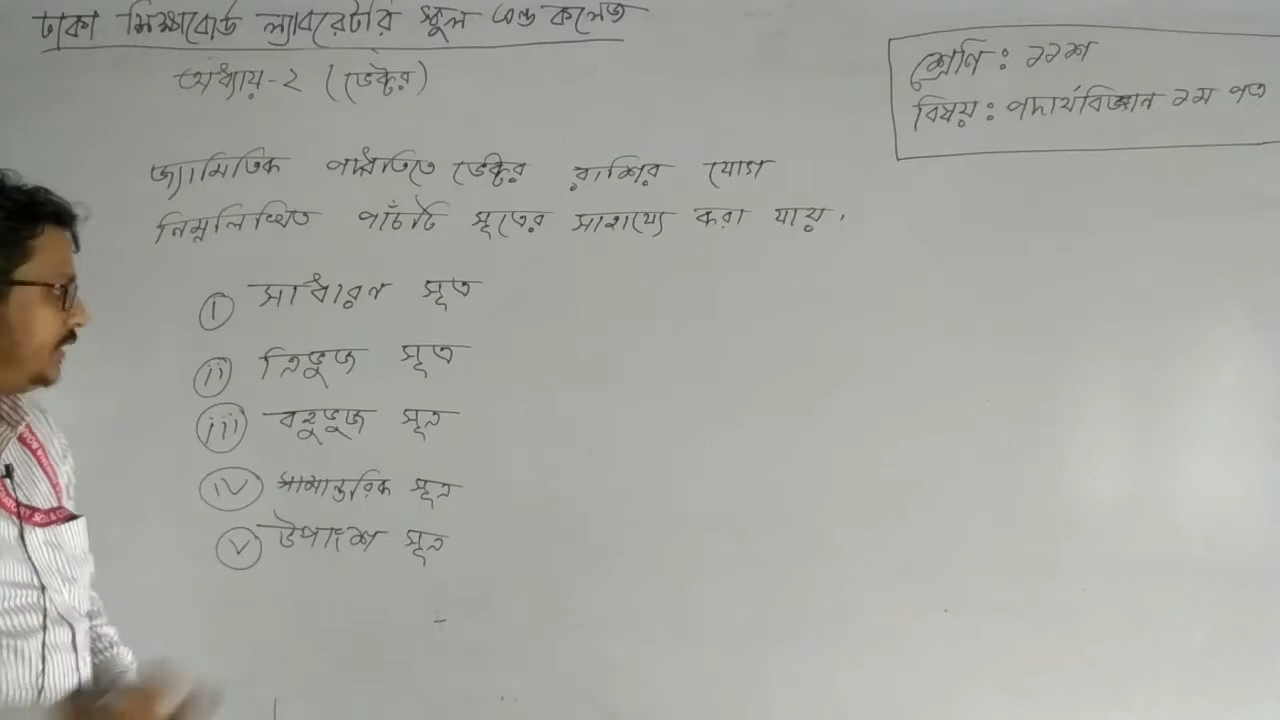 ঢাকা শিক্ষাবোর্ড ল্যাবরেটরি স্কুল এন্ড কলেজ
অধ্যায়-২ (ভেক্টর)
শ্রেণি: ১১শ
বিষয়: পদার্থবিজ্ঞান ১ম পত্র
জ্যামিতিক পদ্ধতিতে ভেক্টর রাশির যোগ
নিম্নলিখিত পাঁচটি সূত্রের সাহায্যে করা যায়।
i সাধারণ সূত্র
ii ত্রিভুজ সূত্র
iii বহুভুজ সূত্র
iv সামান্তরিক সূত্র
v উপাংশ সূত্র